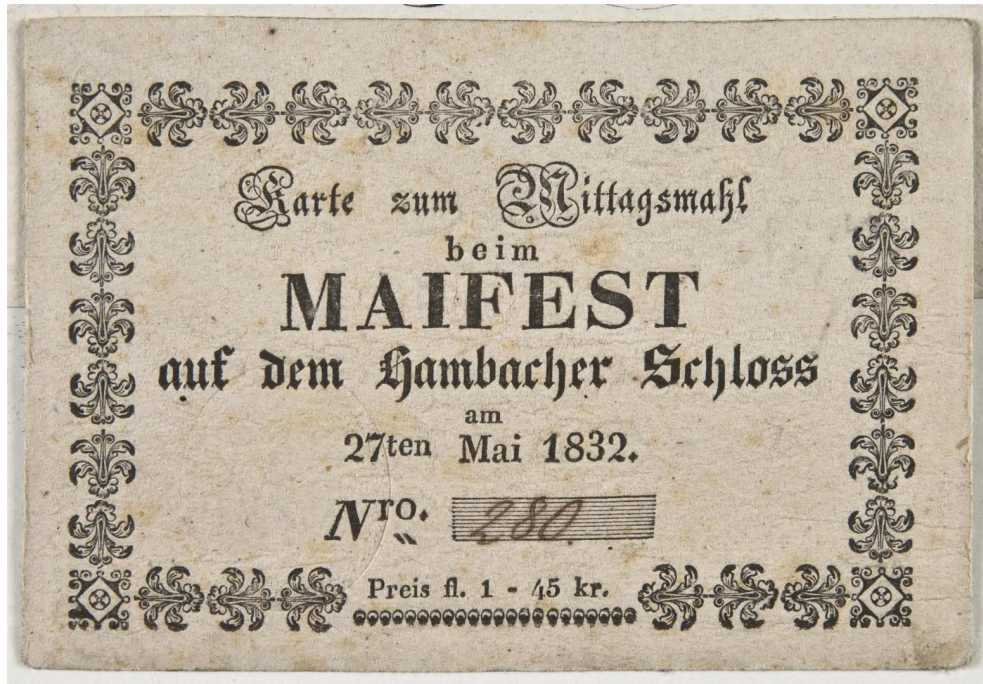 Karte zum Mittagsmahl
beim
MAIFEST
auf dem Hambacher Schloss
am
27ten Mai 1832.
Nro. 280
Preis fl. 1 - 45 kr.